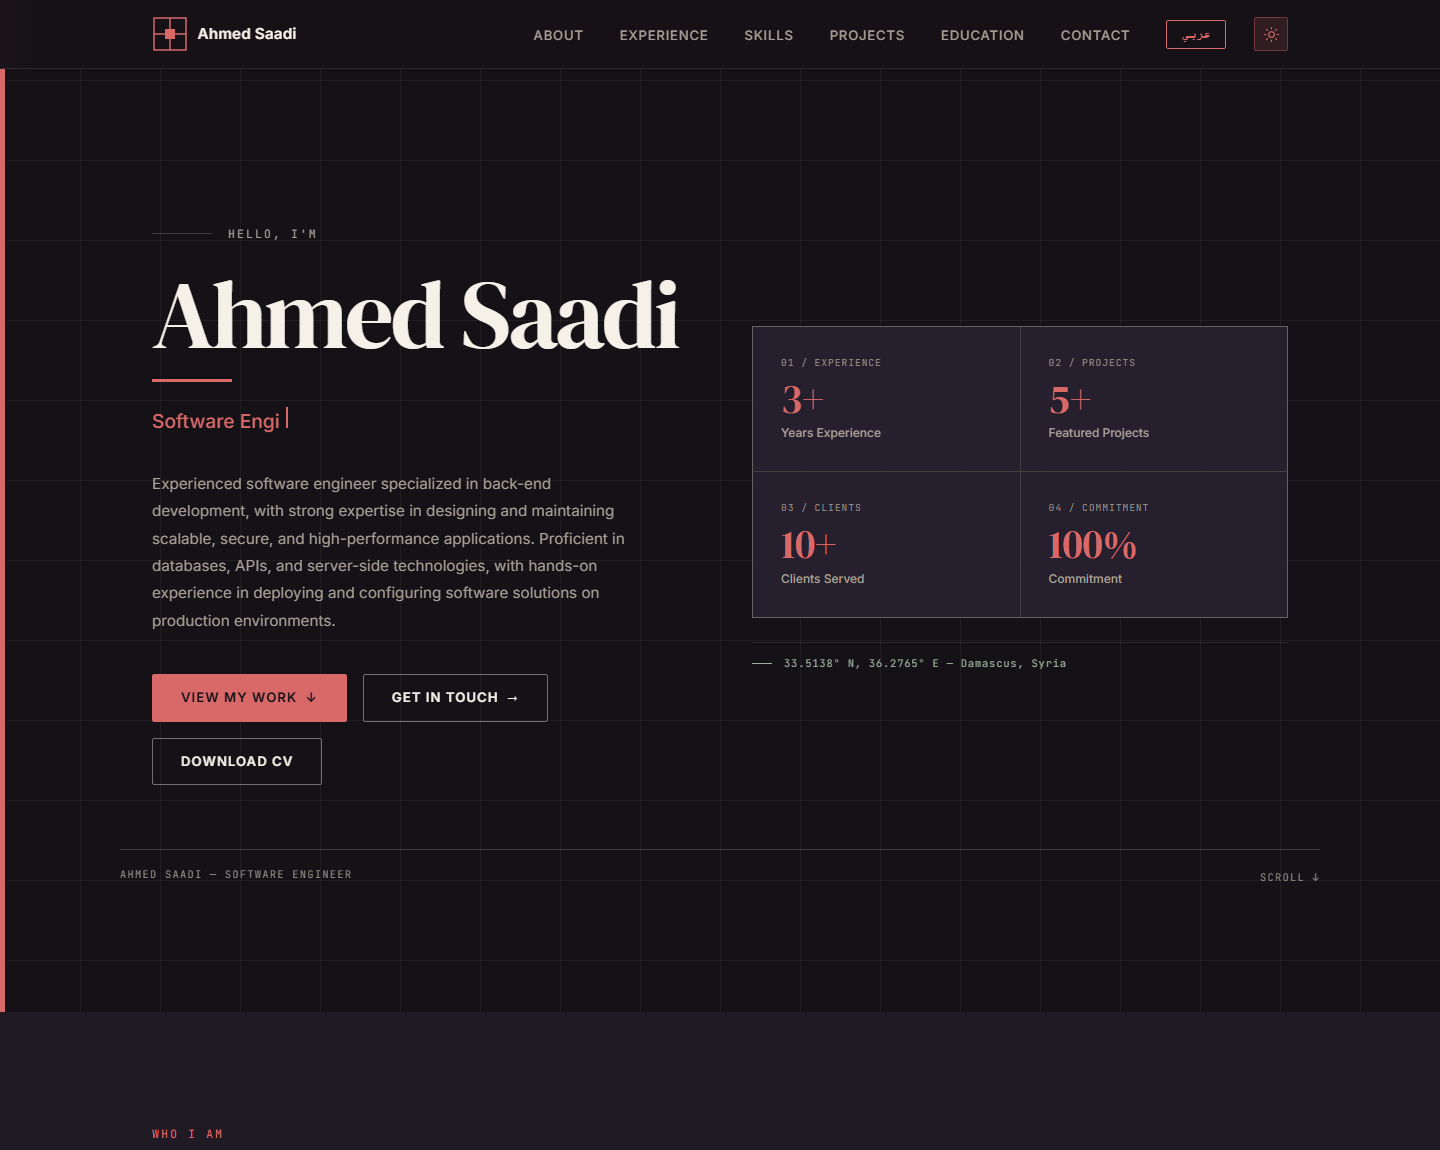 Ahmed Saadi
ABOUT
EXPERIENCE
SKILLS
PROJECTS
EDUCATION
CONTACT
عربي
HELLO, I'M
Ahmed Saadi
Software Engi
Experienced software engineer specialized in back-end
development, with strong expertise in designing and maintaining
scalable, secure, and high-performance applications. Proficient in
databases, APIs, and server-side technologies, with hands-on
experience in deploying and configuring software solutions on
production environments.
VIEW MY WORK ↓
GET IN TOUCH →
DOWNLOAD CV
01 / EXPERIENCE
3+
Years Experience
02 / PROJECTS
5+
Featured Projects
03 / CLIENTS
10+
Clients Served
04 / COMMITMENT
100%
Commitment
33.5138° N, 36.2765° E — Damascus, Syria
AHMED SAADI — SOFTWARE ENGINEER
SCROLL ↓
WHO I AM